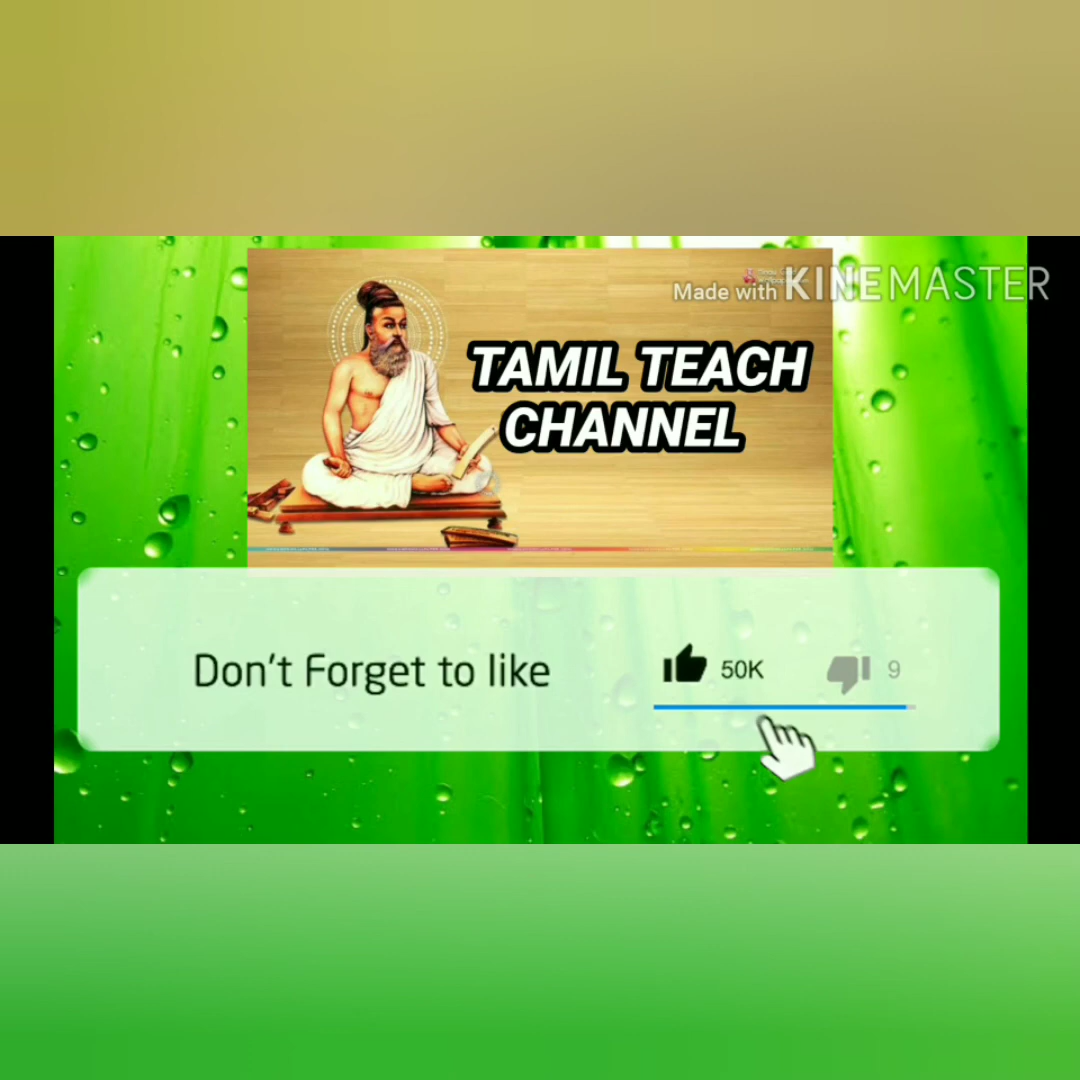 Made with KINEMASTER
TAMIL TEACH
CHANNEL
Don't Forget to like
50K
9